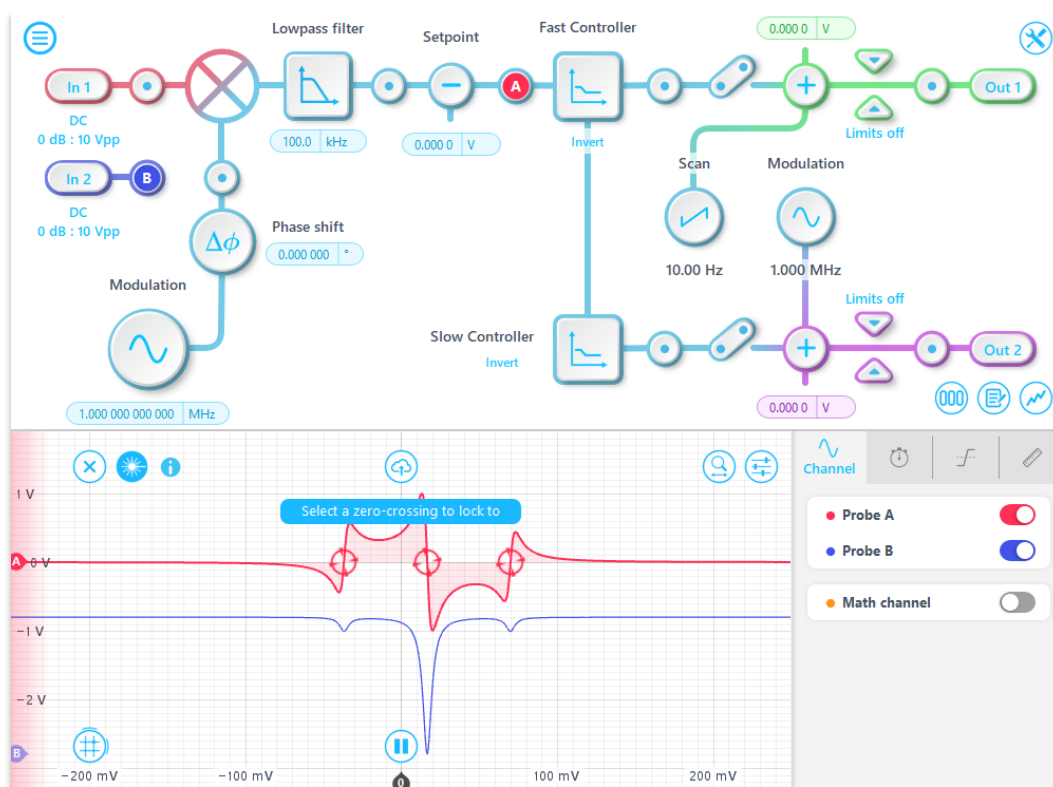 Lowpass filter
Setpoint
Fast Controller
0.000 0 V
In 1
A
Out 1
DC
0 dB : 10 Vpp
100.0 kHz
0.000 0 V
Invert
Limits off
In 2
B
Scan
Modulation
DC
0 dB : 10 Vpp
Δϕ
Phase shift
0.000 000 °
10.00 Hz
1.000 MHz
Modulation
Limits off
Slow Controller
Invert
Out 2
1.000 000 000 000 MHz
0.000 0 V
Channel
1 V
Select a zero-crossing to lock to
Probe A
A
0 V
Probe B
Math channel
−1 V
−2 V
B
−200 mV
−100 mV
0
100 mV
200 mV